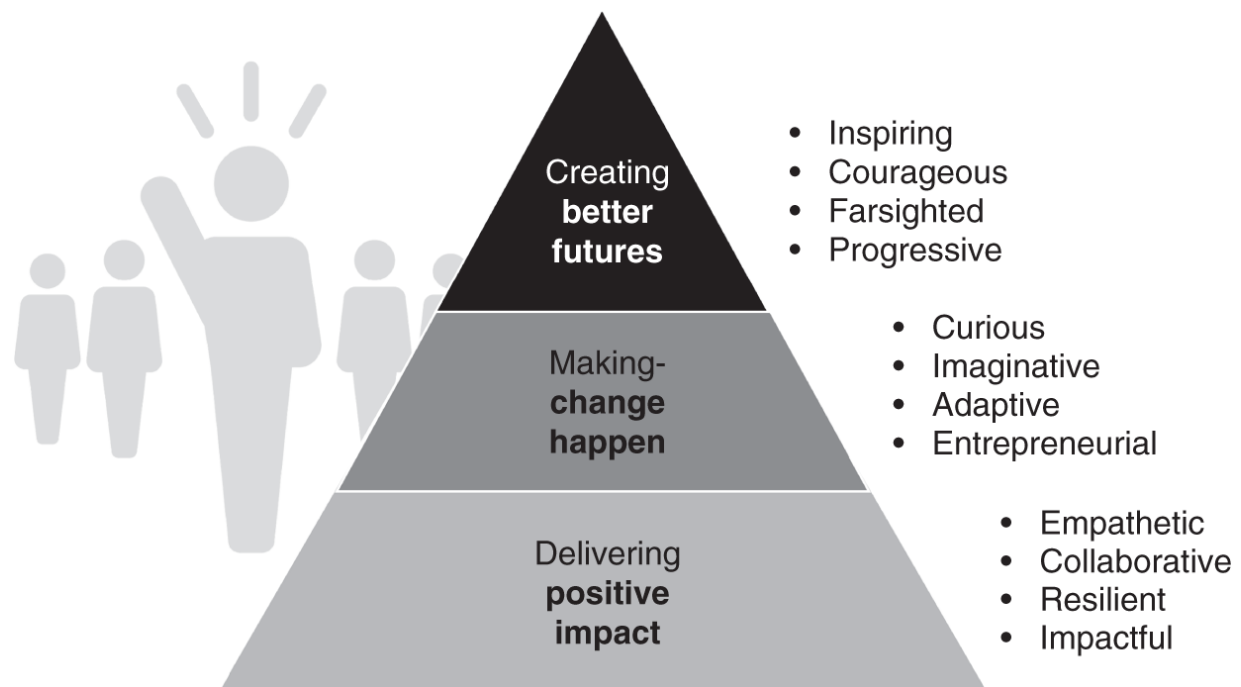 Creating
better
futures
• Inspiring
• Courageous
• Farsighted
• Progressive
Making-
change
happen
• Curious
• Imaginative
• Adaptive
• Entrepreneurial
Delivering
positive
impact
• Empathetic
• Collaborative
• Resilient
• Impactful